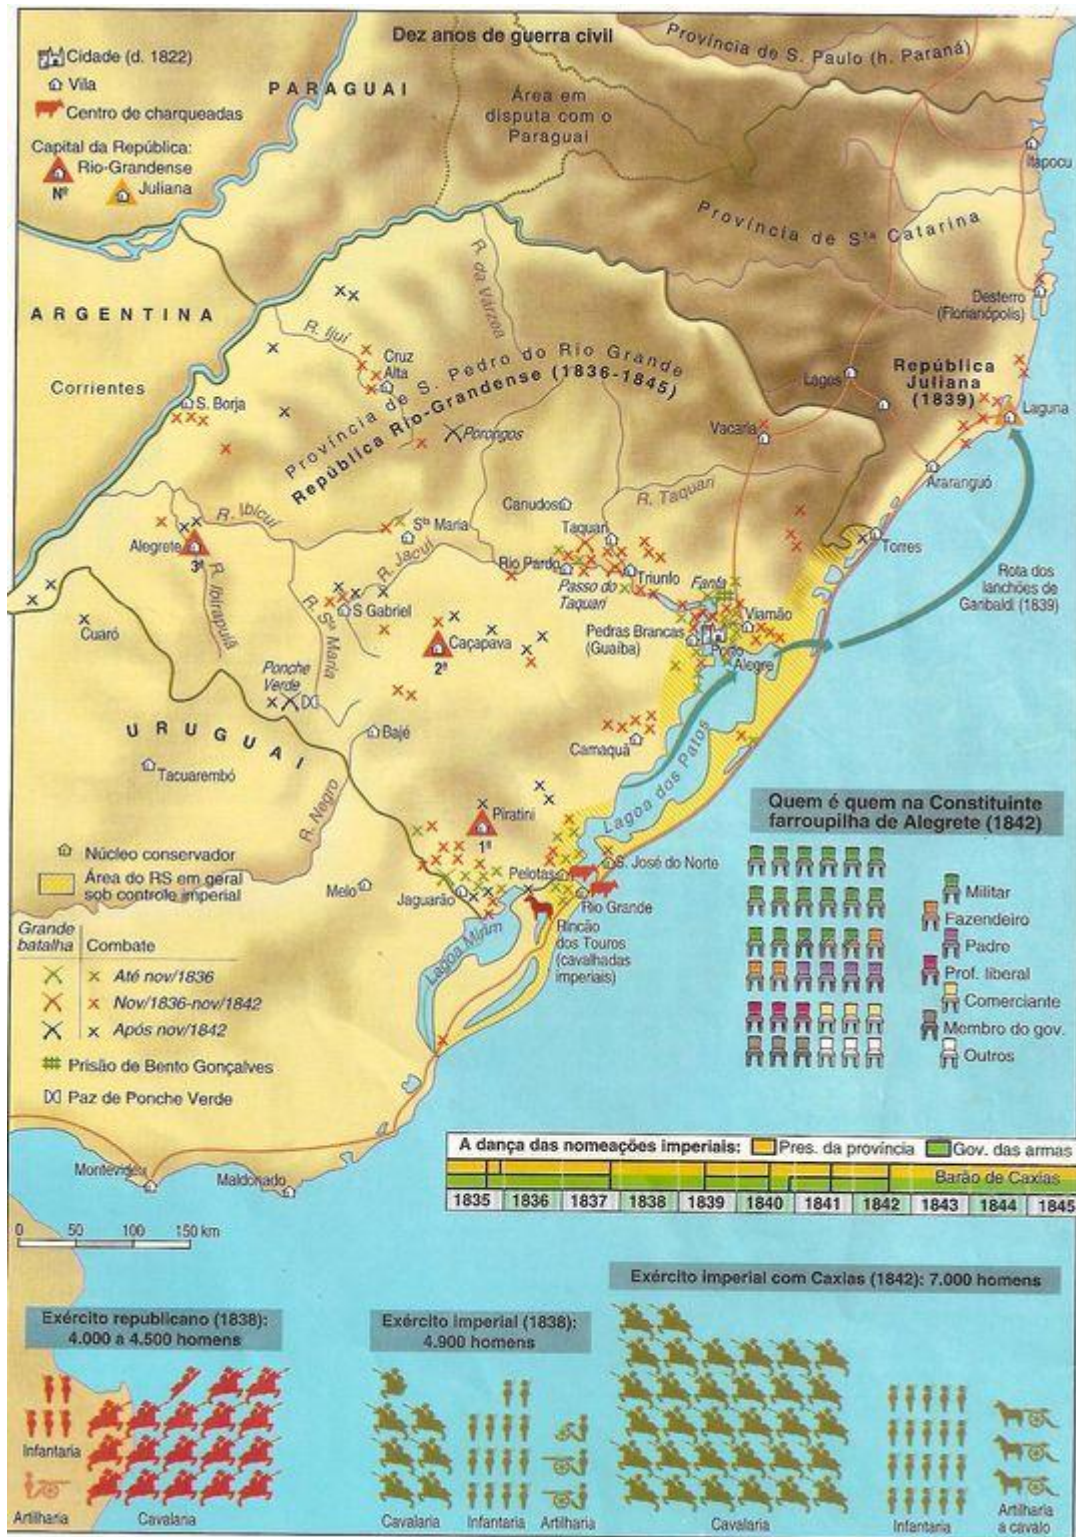 Dez anos de guerra civil
Cidade (d. 1822)
Vila
Centro de charqueadas
Capital da República:
Rio-Grandense
Nº
Juliana
PARAGUAI
Área em
disputa com o
Paraguai
Província de S. Paulo (h. Paraná)
Itapocu
Província de Sta Catarina
Desterro
(Florianópolis)
ARGENTINA
Corrientes
R. da Várzea
R. Ijuí
Cruz
Alta
S. Borja
Província de S. Pedro do Rio Grande
República Rio-Grandense (1836-1845)
República
Juliana
(1839)
Lages
Laguna
Vacaria
Porongos
Araranguó
R. Taquari
Canudos
R. Ibicuí
Sta Maria
Taquari
Alegrete
3ª
R. Jacuí
Rio Pardo
Torres
Passo do
Taquari
Triunfo
Fanfa
Rota dos
lanchões de
Garibaldi (1839)
R. Ibirapuiã
R. Sta Maria
S Gabriel
Viamão
Cuaró
Caçapava
2ª
Pedras Brancas
(Guaíba)
Porto
Alegre
Ponche
Verde
Bajé
URUGUAI
Tacuarembó
Camaquã
Lagoa dos Patos
R. Negro
Piratini
1ª
Quem é quem na Constituinte
farroupilha de Alegrete (1842)
Militar
Fazendeiro
Padre
Prof. liberal
Comerciante
Membro do gov.
Outros
Núcleo conservador
Área do RS em geral
sob controle imperial
Melo
Pelotas
S. José do Norte
Jaguarão
Rio Grande
Rincão
dos Touros
(cavalhadas
imperiais)
Lagoa Mirim
Grande
batalha
Combate
Até nov/1836
Nov/1836-nov/1842
Após nov/1842
Prisão de Bento Gonçalves
Paz de Ponche Verde
Montevidéu
Maldonado
A dança das nomeações imperiais: Pres. da província Gov. das armas
Barão de Caxias
1835 1836 1837 1838 1839 1840 1841 1842 1843 1844 1845
0 50 100 150 km
Exército republicano (1838):
4.000 a 4.500 homens
Infantaria
Artilharia
Cavalaria
Exército imperial (1838):
4.900 homens
Cavalaria
Infantaria
Artilharia
Exército imperial com Caxias (1842): 7.000 homens
Cavalaria
Infantaria
Artilharia
a cavalo